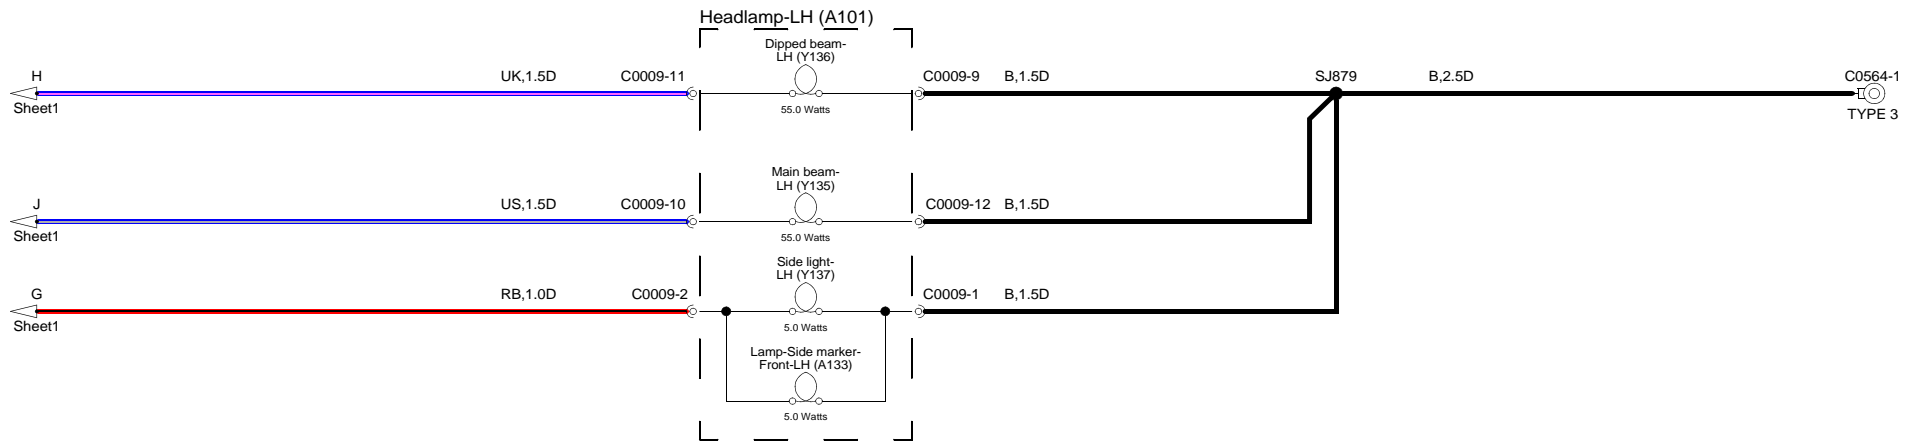 Headlamp-LH (A101)
Dipped beam-
LH (Y136)
H
UK,1.5D
C0009-11
C0009-9
B,1.5D
SJ879
B,2.5D
C0564-1
Sheet1
55.0 Watts
TYPE 3
Main beam-
LH (Y135)
J
US,1.5D
C0009-10
C0009-12
B,1.5D
Sheet1
55.0 Watts
Side light-
LH (Y137)
G
RB,1.0D
C0009-2
C0009-1
B,1.5D
Sheet1
5.0 Watts
Lamp-Side marker-
Front-LH (A133)
5.0 Watts